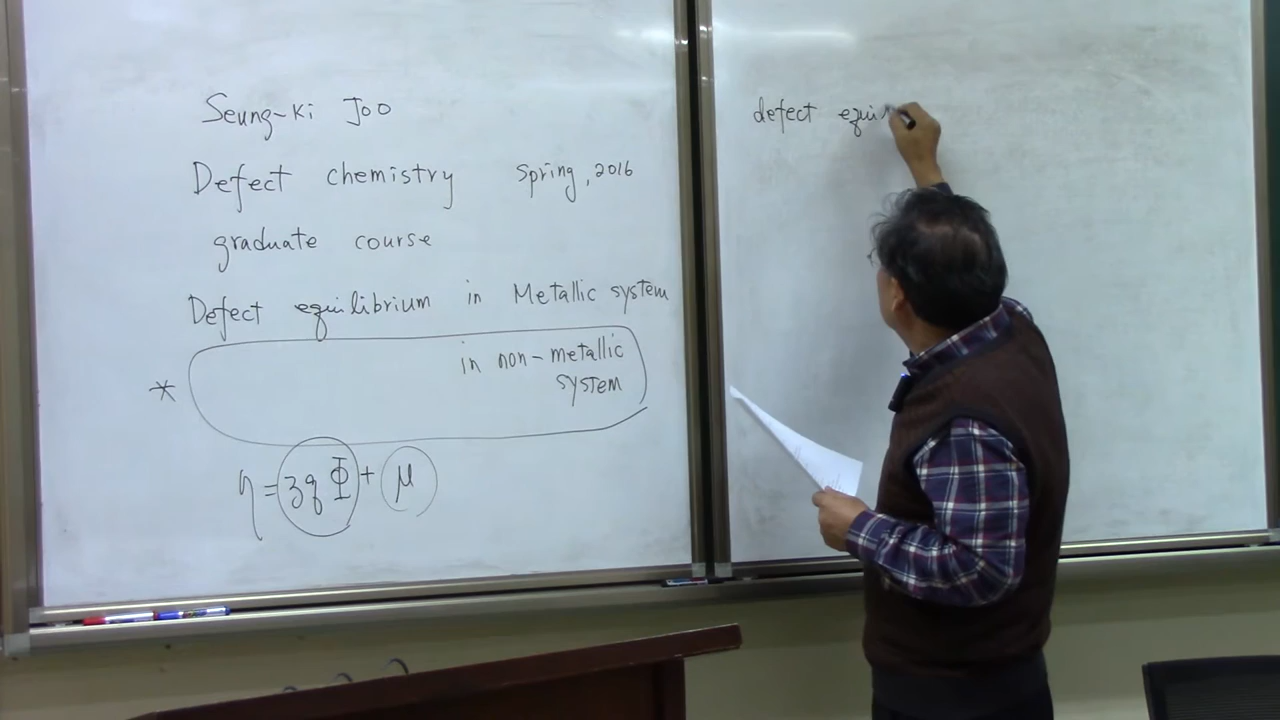 Seung-Ki Joo
Defect chemistry spring, 2016
graduate course
Defect equilibrium in Metallic system
* in non-metallic
system
η = zqΦ + μ
defect equi